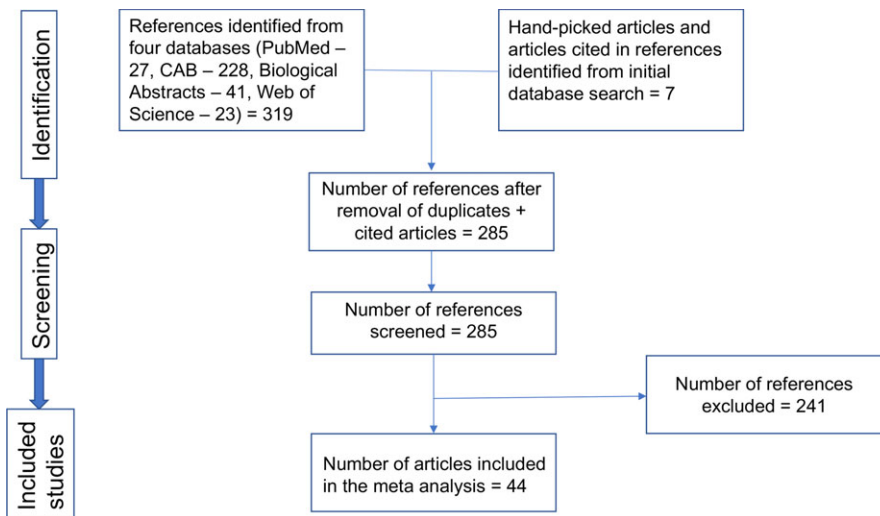 References identified
from four databases (PubMed –
27, CAB – 228, Biological
Abstracts – 41, Web of
Science – 23) = 319
Hand-picked articles and
articles cited in references
identified from initial
database search = 7
Identification
Number of references after
removal of duplicates +
cited articles = 285
Screening
Number of references
screened = 285
Number of references
excluded = 241
Included
studies
Number of articles included
in the meta analysis = 44